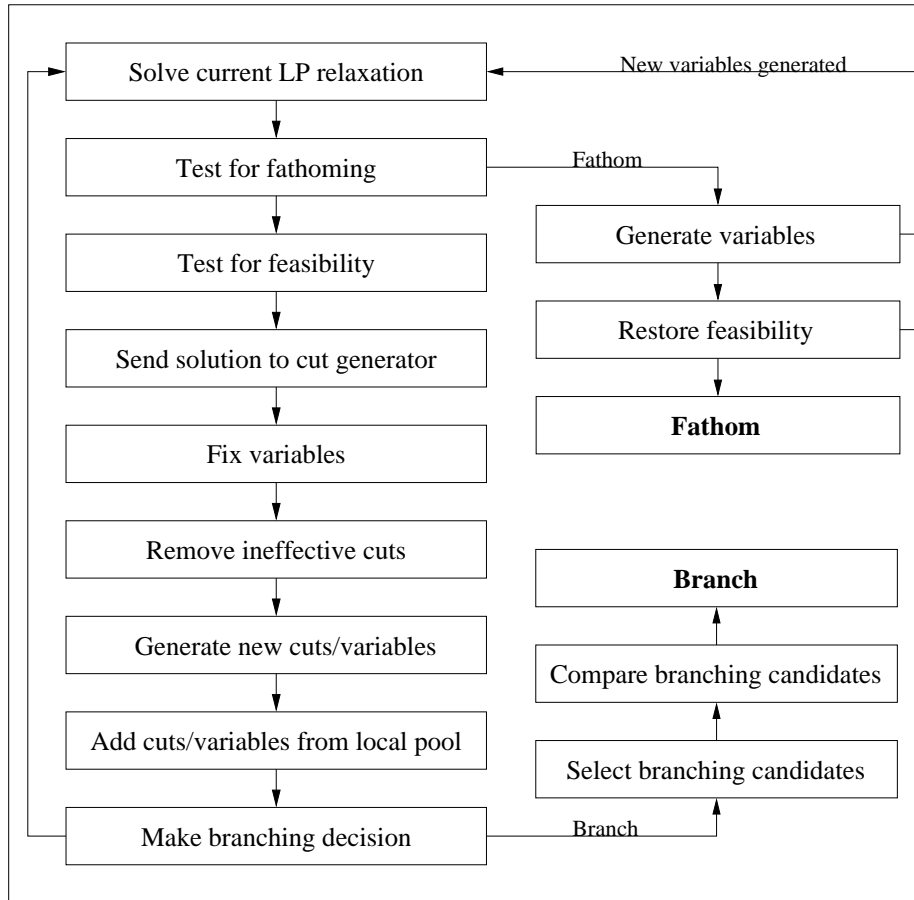 Solve current LP relaxation
New variables generated
Test for fathoming
Fathom
Generate variables
Test for feasibility
Restore feasibility
Send solution to cut generator
Fathom
Fix variables
Remove ineffective cuts
Branch
Generate new cuts/variables
Compare branching candidates
Add cuts/variables from local pool
Select branching candidates
Make branching decision
Branch